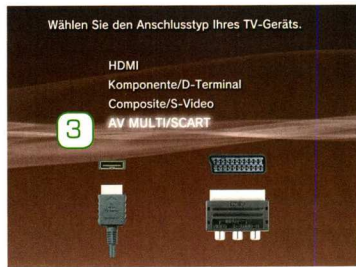 Wählen Sie den Anschlusstyp Ihres TV-Geräts.
HDMI
Komponente/D-Terminal
Composite/S-Video
3
AV MULTI/SCART